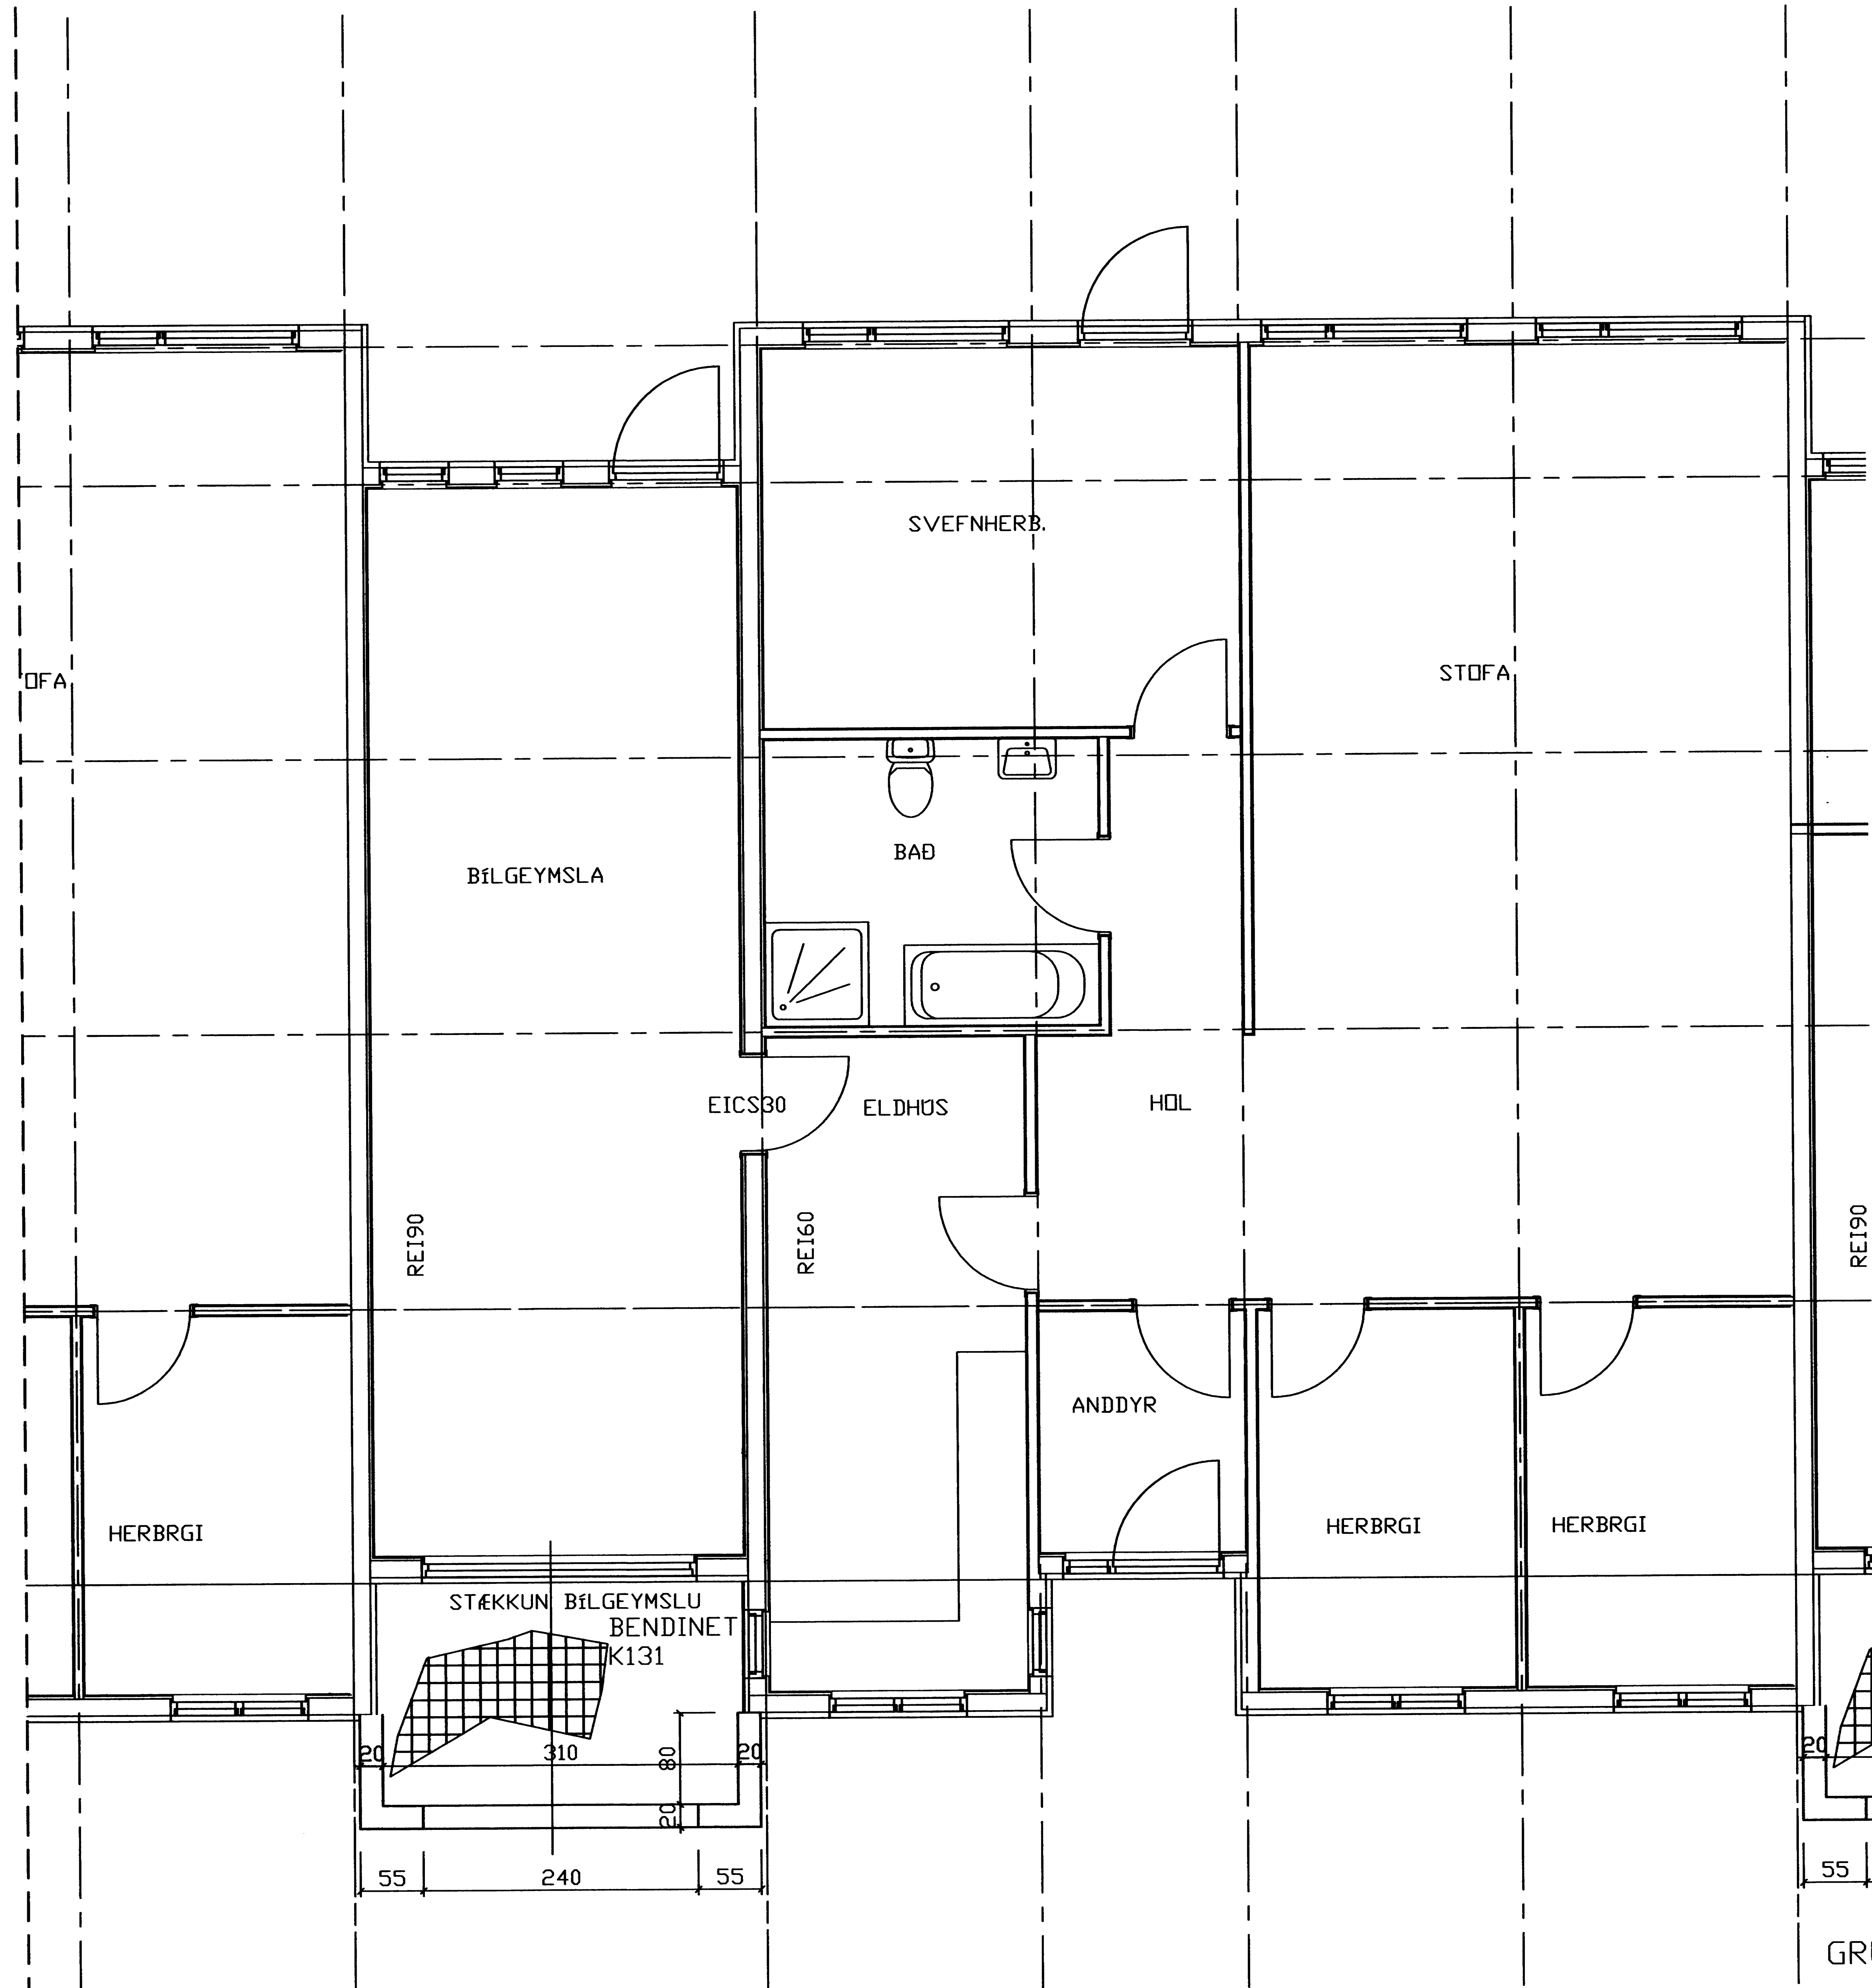 SVEFNHERB.
OFA
STOFA
BAÐ
BíLGEYMSLA
EICS30
ELDHÚS
HOL
REI90
REI60
REI90
ANDDYR
HERBRGI
HERBRGI
HERBRGI
STÆKKUN BíLGEYMSLU
BENDINET
K131
20
310
80
20
20
20
55
240
55
55